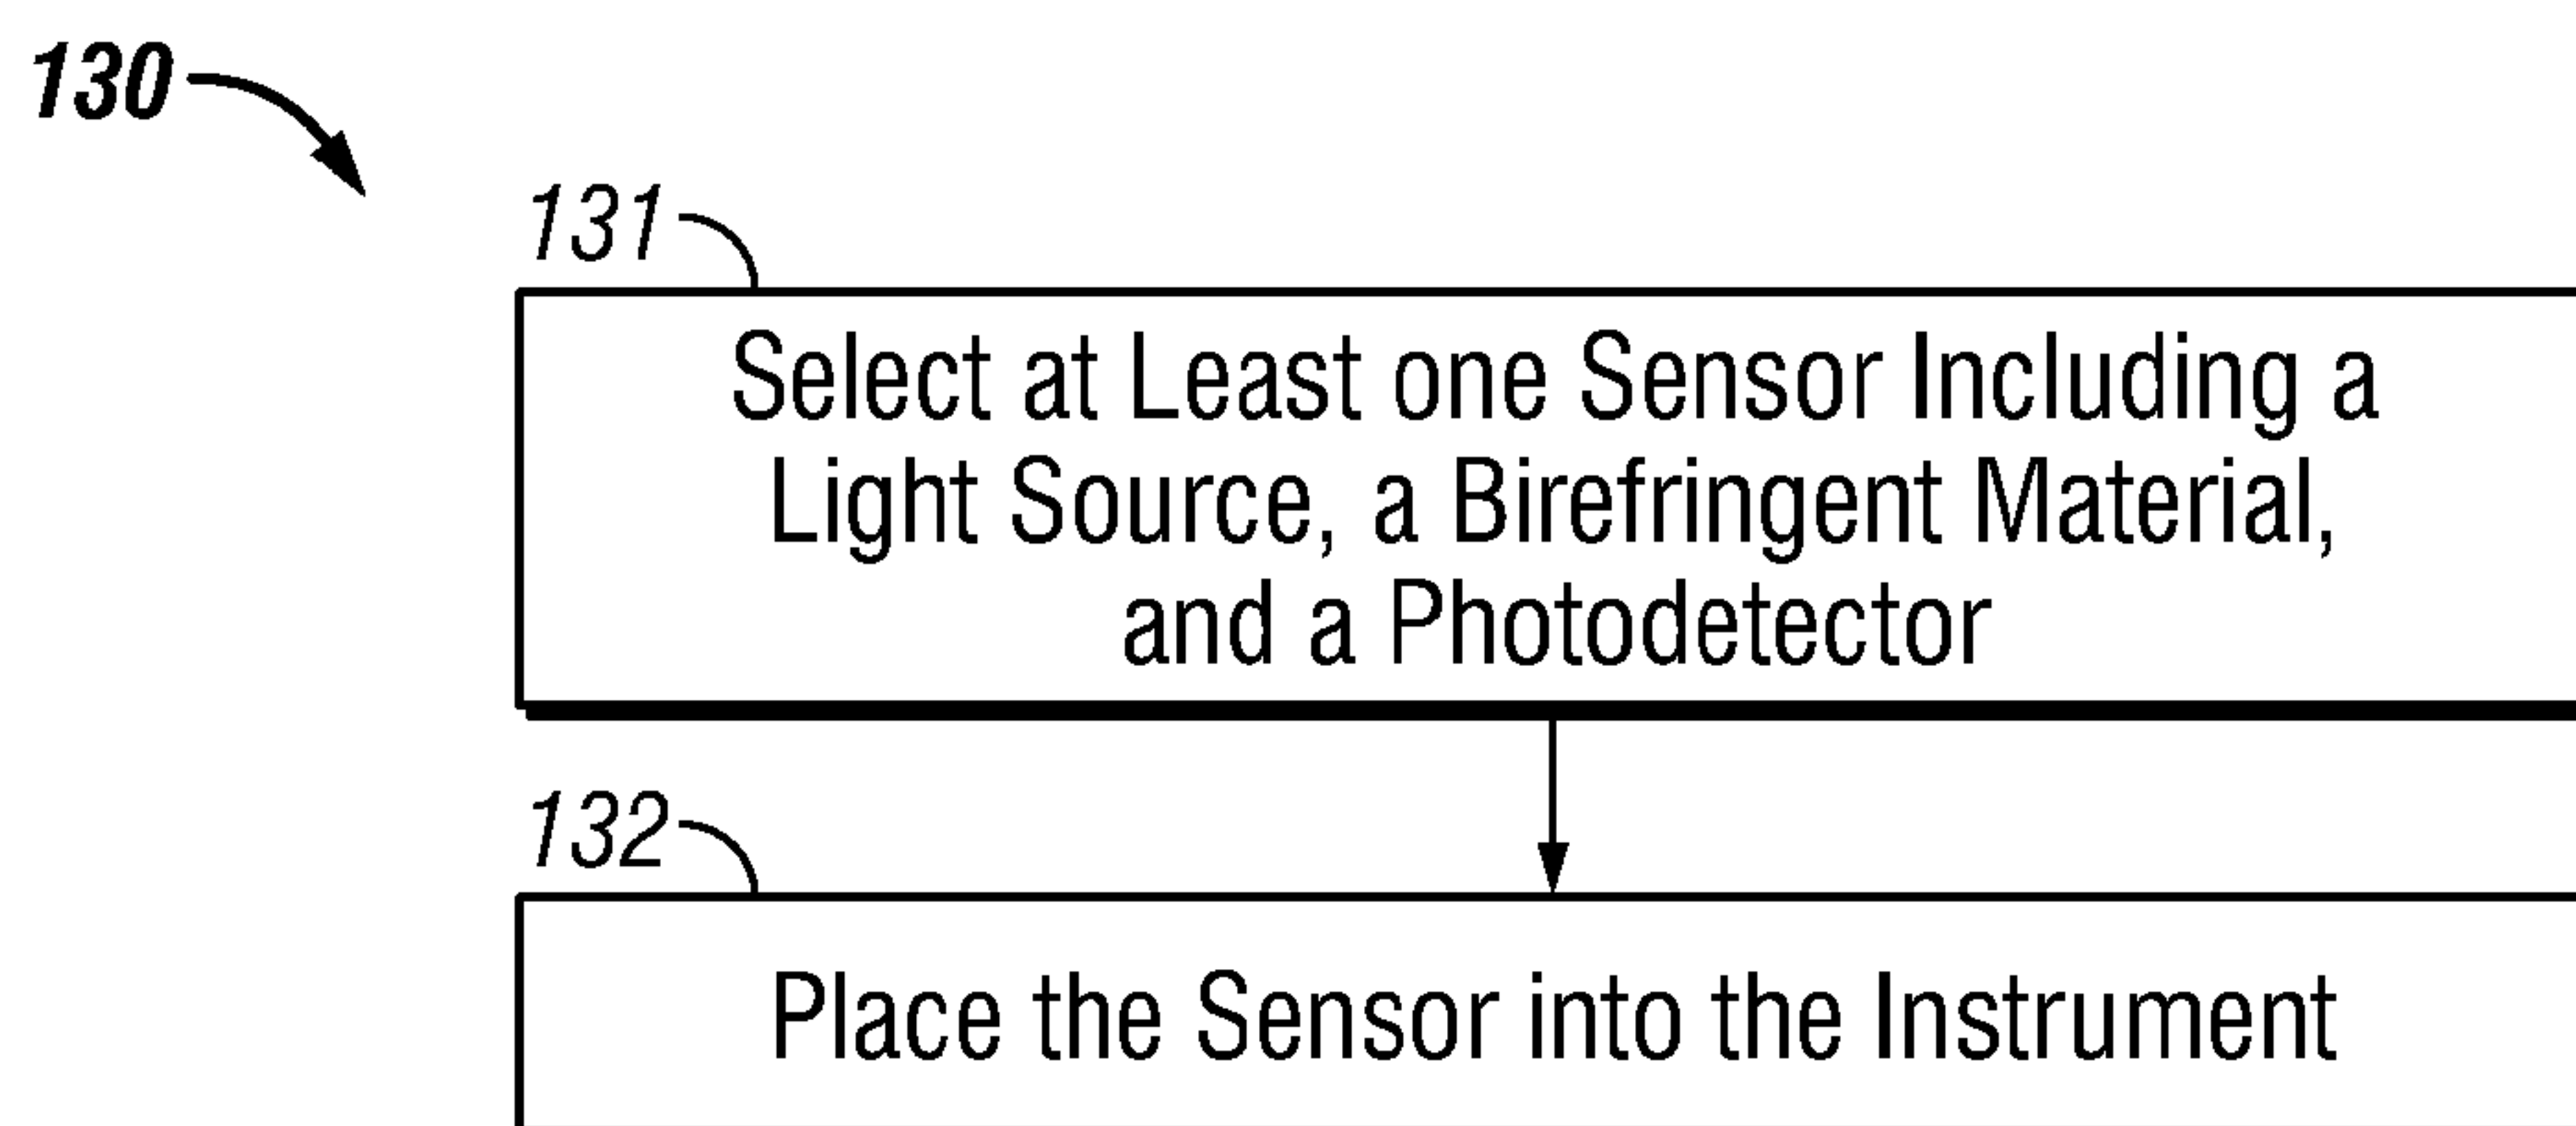 130
131
Select at Least one Sensor Including a
Light Source, a Birefringent Material,
and a Photodetector
132
Place the Sensor into the Instrument